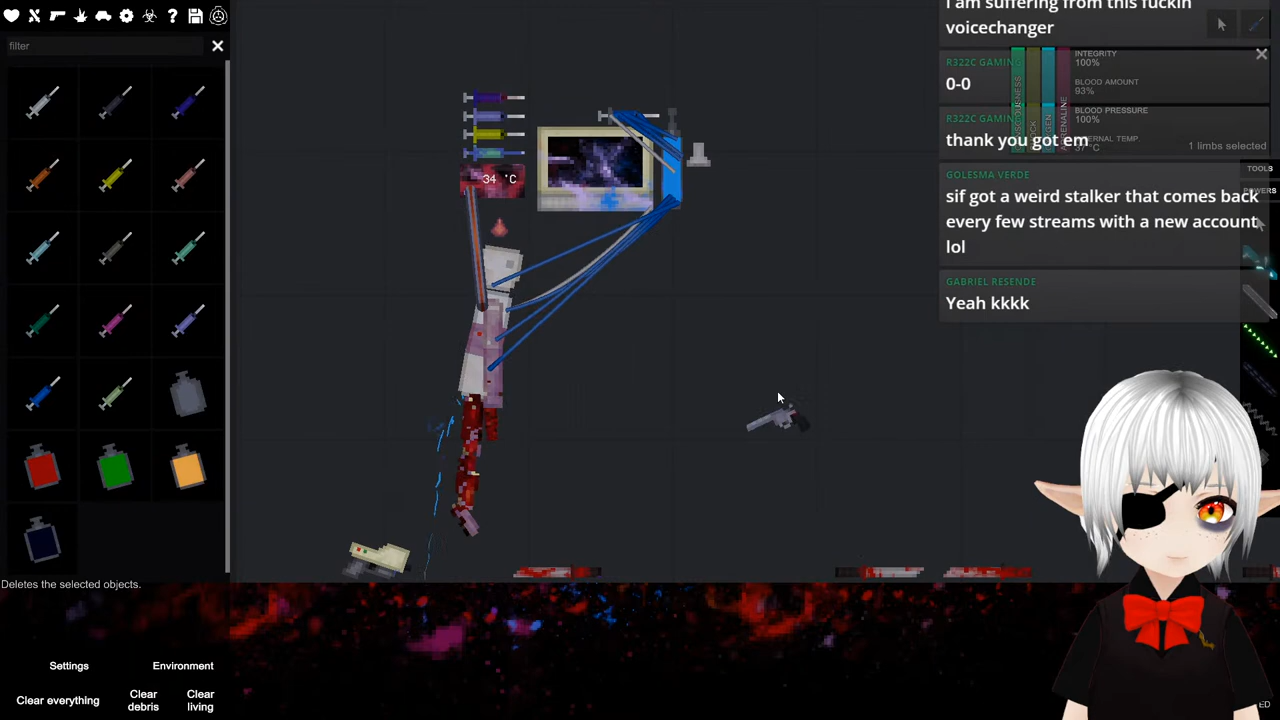 filter
I am suffering from this fuckin
voicechanger
R322C GAMING
0-0
R322C GAMING
thank you got em
GOLESMA VERDE
sif got a weird stalker that comes back
every few streams with a new account
lol
GABRIEL RESENDE
Yeah kkkk
INTEGRITY
100%
BLOOD AMOUNT
93%
BLOOD PRESSURE
100%
37 °C
1 limbs selected
TOOLS
POWERS
34 °C
Deletes the selected objects.
Settings
Environment
Clear everything
Clear
debris
Clear
living
ED